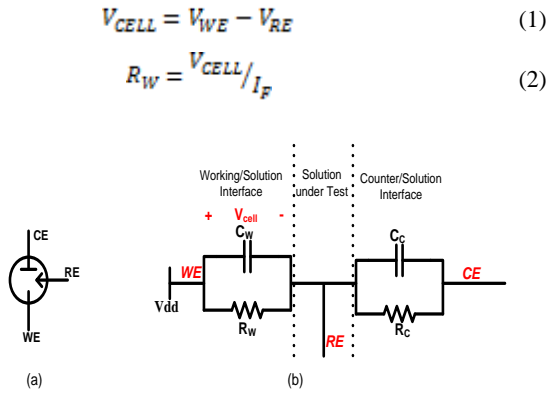 V_CELL = V_WE − V_RE (1)
R_W = V_CELL/I_F (2)
Working/Solution Interface
Solution under Test
Counter/Solution Interface
+ V_cell -
C_W
C_C
CE
RE
WE
WE
CE
Vdd
R_W
R_C
RE
(a)
(b)